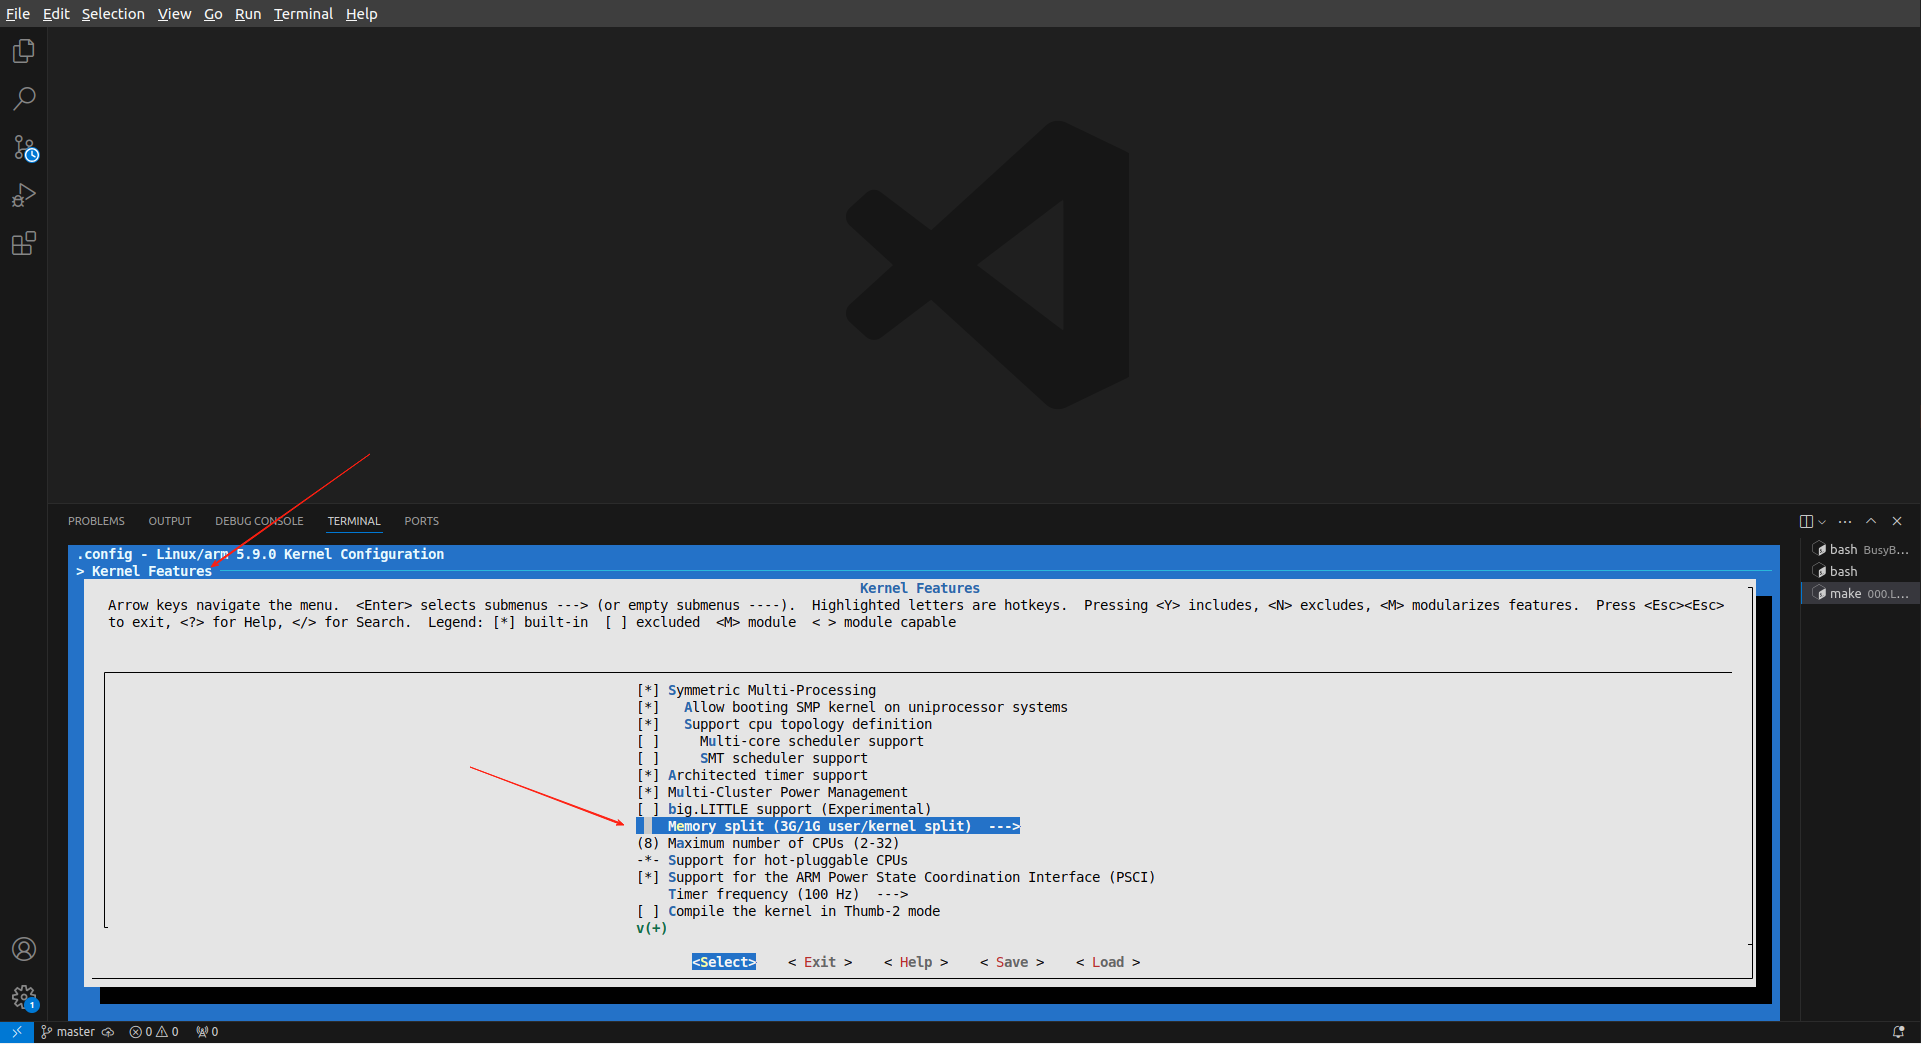 File Edit Selection View Go Run Terminal Help
PROBLEMS OUTPUT DEBUG CONSOLE TERMINAL PORTS
.config - Linux/arm 5.9.0 Kernel Configuration
> Kernel Features
Kernel Features
Arrow keys navigate the menu.  <Enter> selects submenus ---> (or empty submenus ----).  Highlighted letters are hotkeys.  Pressing <Y> includes, <N> excludes, <M> modularizes features.  Press <Esc><Esc>
to exit, <?> for Help, </> for Search.  Legend: [*] built-in  [ ] excluded  <M> module  < > module capable
[*] Symmetric Multi-Processing
[*]   Allow booting SMP kernel on uniprocessor systems
[*]   Support cpu topology definition
[ ]     Multi-core scheduler support
[ ]     SMT scheduler support
[*] Architected timer support
[*] Multi-Cluster Power Management
[ ] big.LITTLE support (Experimental)
Memory split (3G/1G user/kernel split)  --->
(8) Maximum number of CPUs (2-32)
-*- Support for hot-pluggable CPUs
[*] Support for the ARM Power State Coordination Interface (PSCI)
Timer frequency (100 Hz)  --->
[ ] Compile the kernel in Thumb-2 mode
v(+)
<Select>    < Exit >    < Help >    < Save >    < Load >
bash BusyB...
bash
make 000.L...
1
master 0 0 0